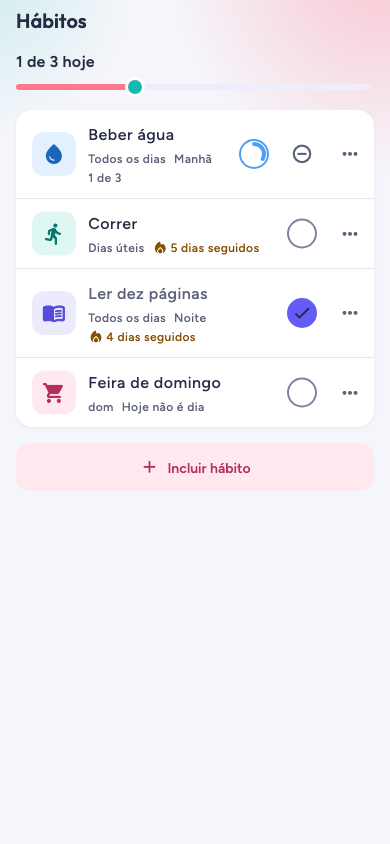 Hábitos
1 de 3 hoje
Beber água
Todos os dias Manhã
1 de 3
Correr
Dias úteis 5 dias seguidos
Ler dez páginas
Todos os dias Noite
4 dias seguidos
Feira de domingo
dom Hoje não é dia
Incluir hábito